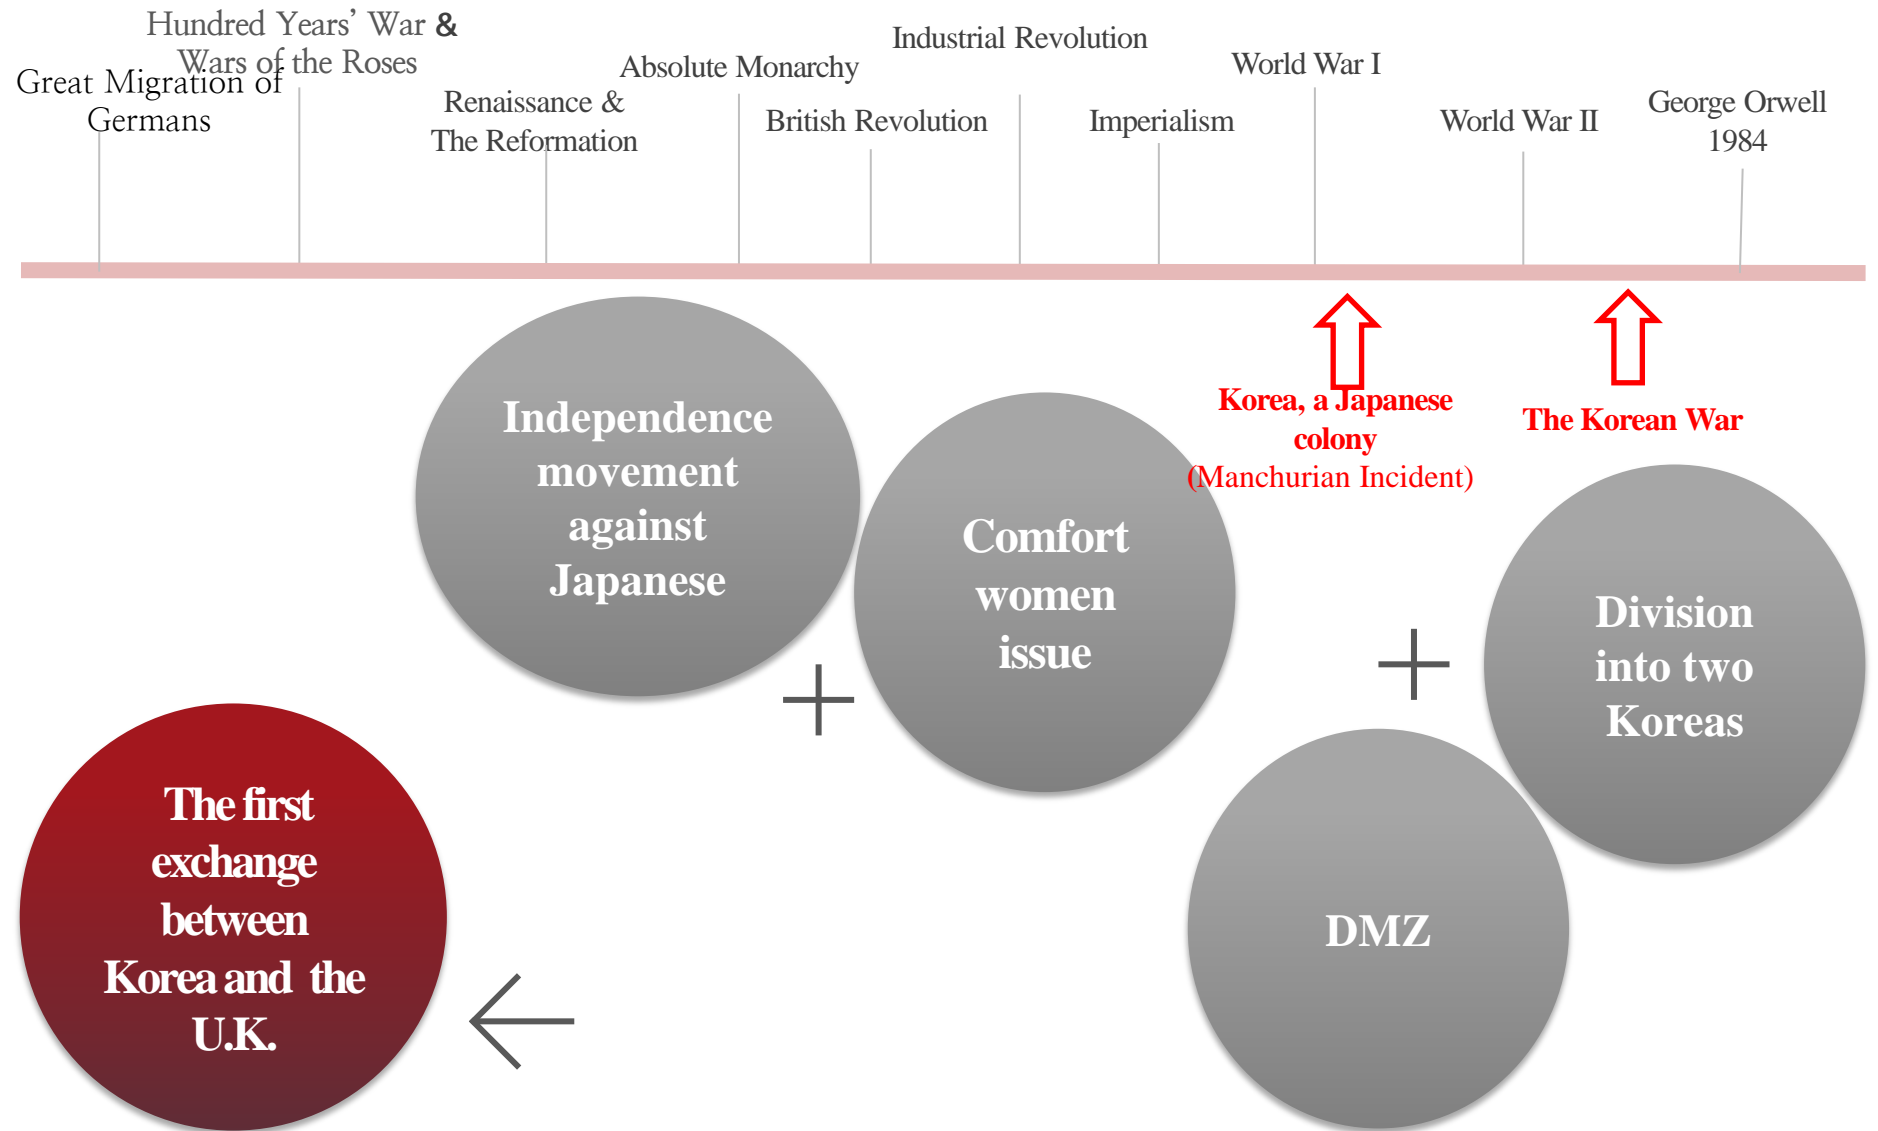 Hundred Years’ War &
Wars of the Roses
Great Migration of
Germans
Renaissance &
The Reformation
Absolute Monarchy
British Revolution
Industrial Revolution
Imperialism
World War I
World War II
George Orwell
1984
Korea, a Japanese
colony
(Manchurian Incident)
The Korean War
Independence
movement
against
Japanese
Comfort
women
issue
Division
into two
Koreas
DMZ
The first
exchange
between
Korea and the
U.K.